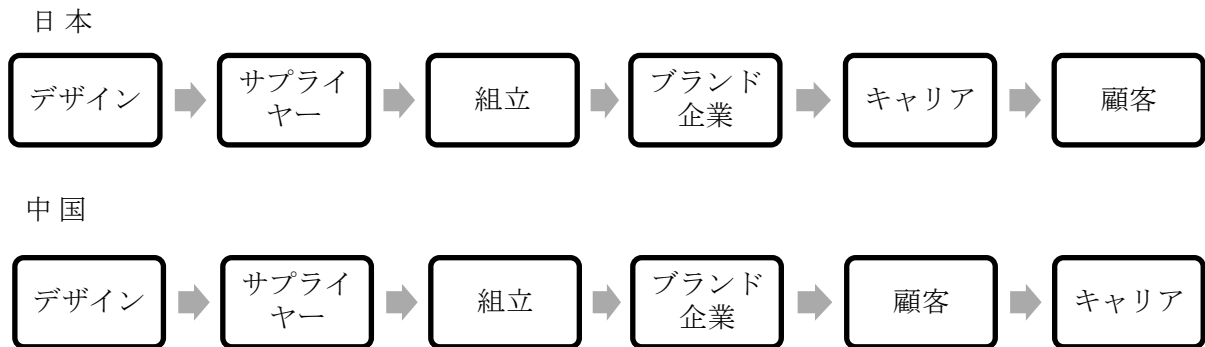 日本
デザイン
サプライ
ヤー
組立
ブランド
企業
キャリア
顧客
中国
デザイン
サプライ
ヤー
組立
ブランド
企業
顧客
キャリア